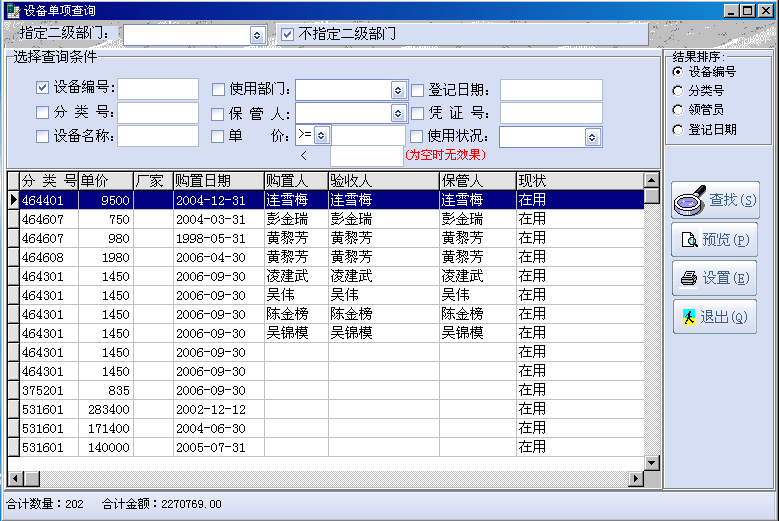 设备单项查询
指定二级部门: 不指定二级部门
选择查询条件
设备编号: 使用部门: 登记日期:
分 类 号: 保 管 人: 凭 证 号:
设备名称: 单 价: >= 使用状况:
< (为空时无效果)
结果排序:
设备编号
分类号
领管员
登记日期
分 类 号 单价 厂家 购置日期 购置人 验收人 保管人 现状
464401 9500 2004-12-31 连雪梅 连雪梅 连雪梅 在用
464607 750 2004-03-31 彭金瑞 彭金瑞 彭金瑞 在用
464607 980 1998-05-31 黄黎芳 黄黎芳 黄黎芳 在用
464608 1980 2006-04-30 黄黎芳 黄黎芳 黄黎芳 在用
464301 1450 2006-09-30 凌建武 凌建武 凌建武 在用
464301 1450 2006-09-30 吴伟 吴伟 吴伟 在用
464301 1450 2006-09-30 陈金榜 陈金榜 陈金榜 在用
464301 1450 2006-09-30 吴锦模 吴锦模 吴锦模 在用
464301 1450 2006-09-30 在用
464301 1450 2006-09-30 在用
375201 835 2006-09-30 在用
531601 283400 2002-12-12 在用
531601 171400 2004-06-30 在用
531601 140000 2005-07-31 在用
查找(S)
预览(P)
设置(E)
退出(Q)
合计数量:202 合计金额:2270769.00